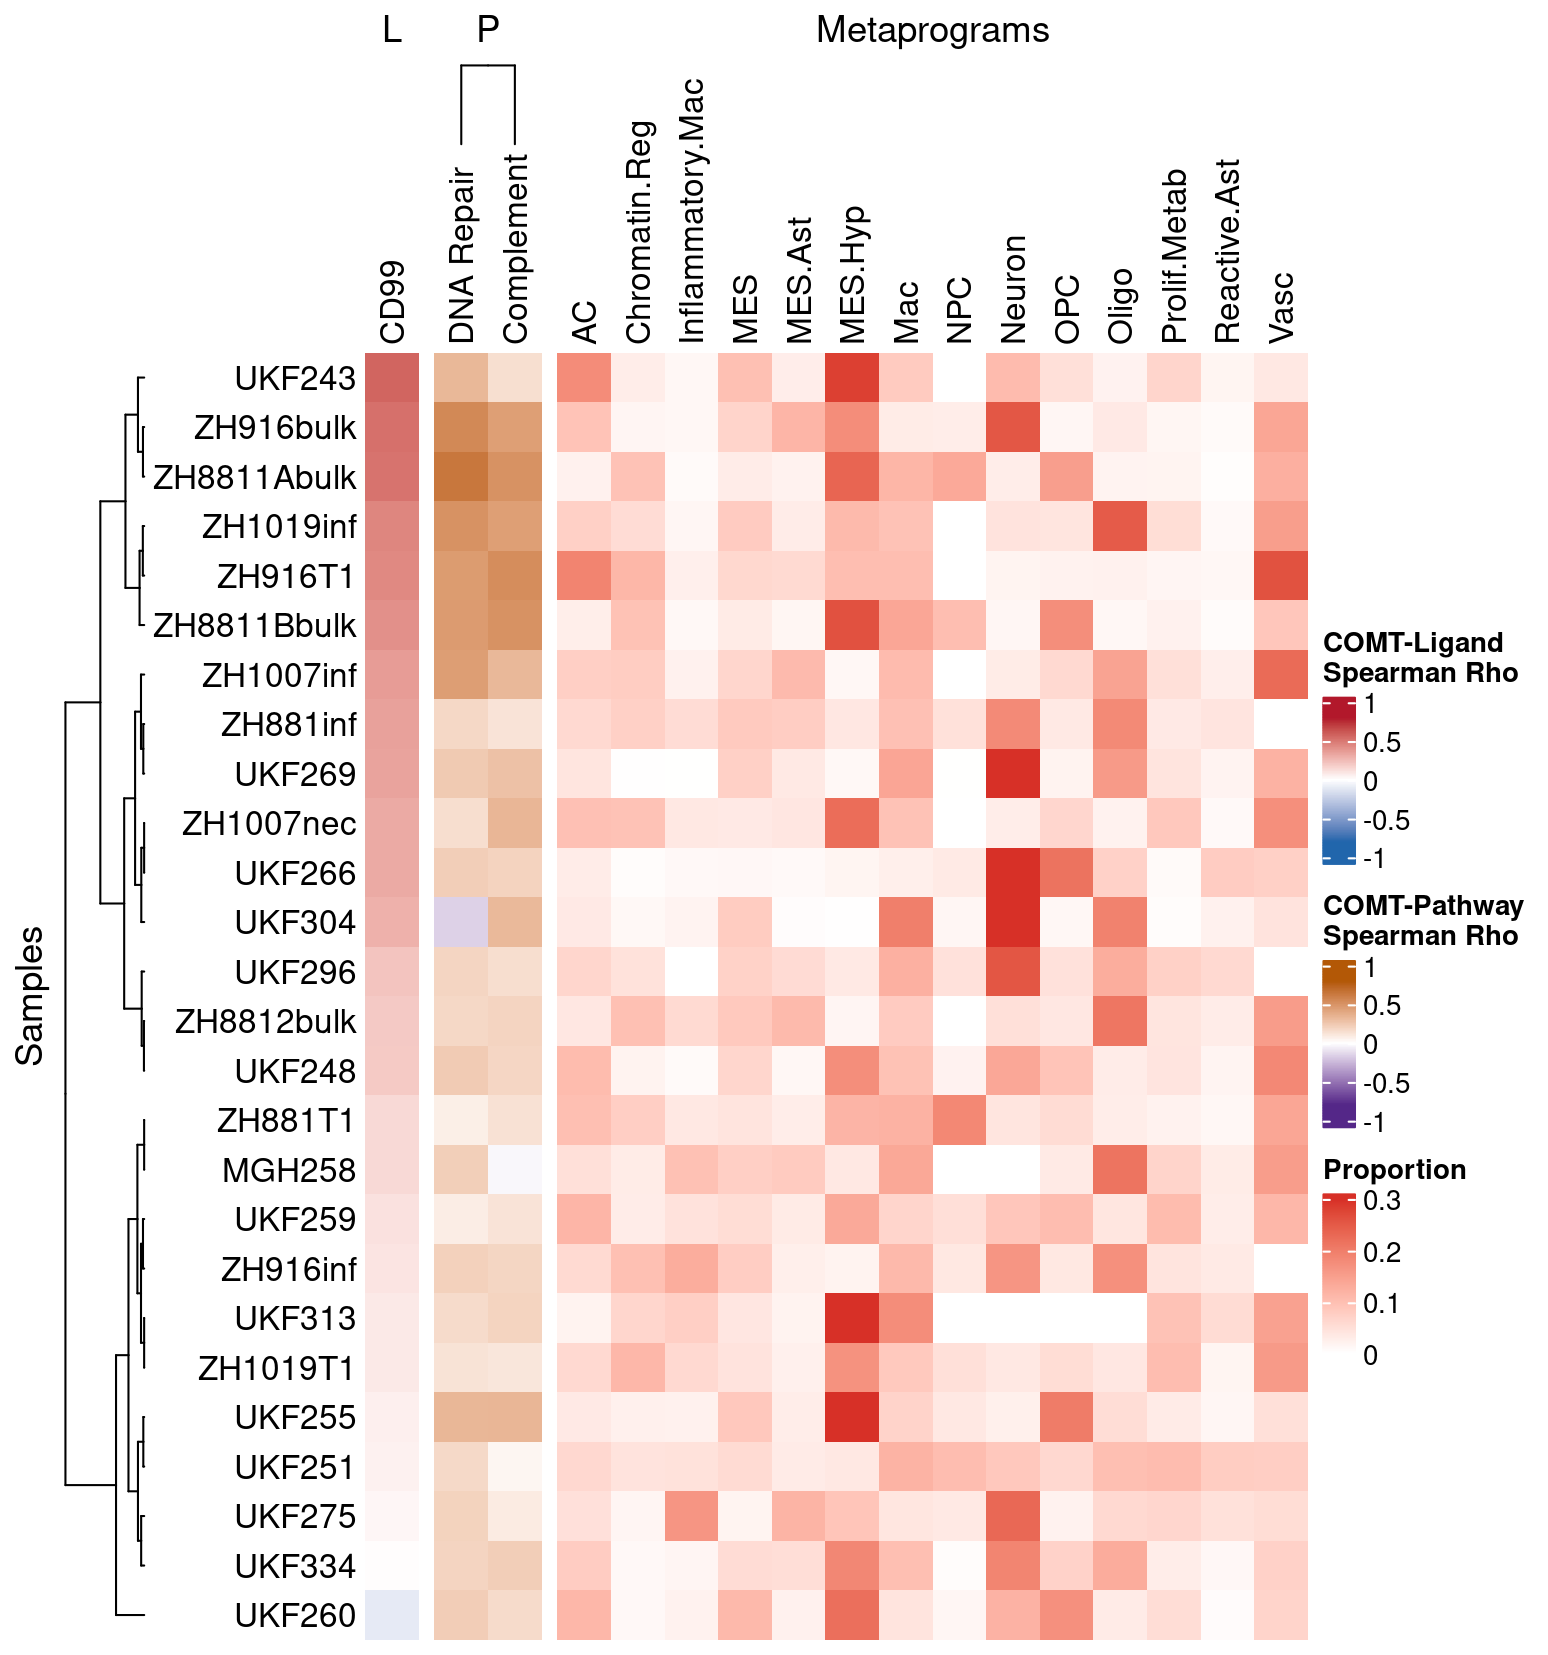 L P Metaprograms
CD99
DNA Repair
Complement
AC
Chromatin.Reg
Inflammatory.Mac
MES
MES.Ast
MES.Hyp
Mac
NPC
Neuron
OPC
Oligo
Prolif.Metab
Reactive.Ast
Vasc
Samples
UKF243
ZH916bulk
ZH8811Abulk
ZH1019inf
ZH916T1
ZH8811Bbulk
ZH1007inf
ZH881inf
UKF269
ZH1007nec
UKF266
UKF304
UKF296
ZH8812bulk
UKF248
ZH881T1
MGH258
UKF259
ZH916inf
UKF313
ZH1019T1
UKF255
UKF251
UKF275
UKF334
UKF260
COMT-Ligand
Spearman Rho
1
0.5
0
-0.5
-1
COMT-Pathway
Spearman Rho
1
0.5
0
-0.5
-1
Proportion
0.3
0.2
0.1
0